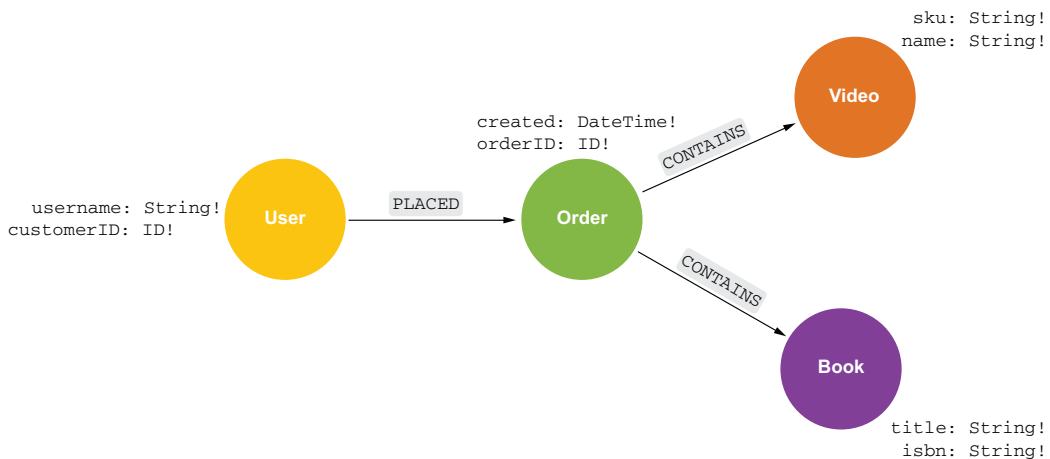 sku: String!
name: String!
Video
created: DateTime!
orderID: ID!
CONTAINS
username: String!
customerID: ID!
User
PLACED
Order
CONTAINS
Book
title: String!
isbn: String!